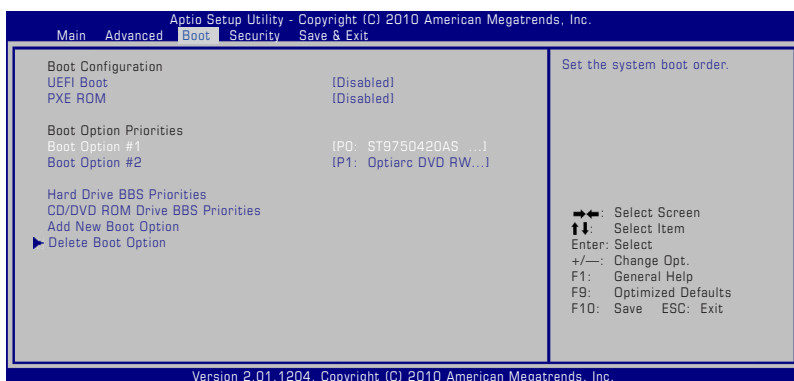 Aptio Setup Utility - Copyright (C) 2010 American Megatrends, Inc.
Main Advanced Boot Security Save & Exit
Boot Configuration
UEFI Boot [Disabled]
PXE ROM [Disabled]
Boot Option Priorities
Boot Option #1 [P0: ST9750420AS ...]
Boot Option #2 [P1: Optiarc DVD RW...]
Hard Drive BBS Priorities
CD/DVD ROM Drive BBS Priorities
Add New Boot Option
Delete Boot Option
Set the system boot order.
→←: Select Screen
↑↓: Select Item
Enter: Select
+/—: Change Opt.
F1: General Help
F9: Optimized Defaults
F10: Save ESC: Exit
Version 2.01.1204. Copyright (C) 2010 American Megatrends, Inc.